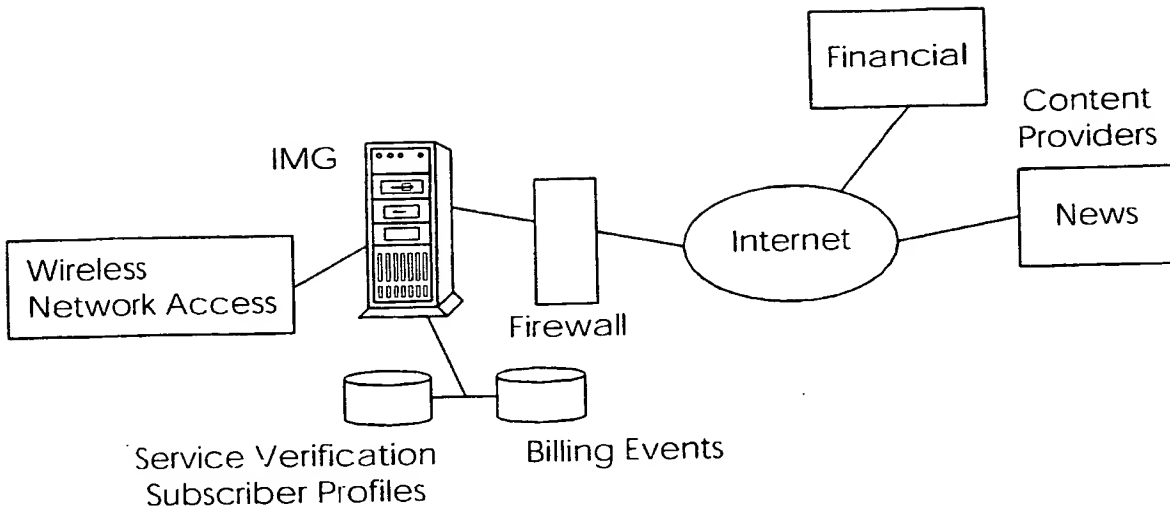 Financial
Content
Providers
IMG
News
Internet
Wireless
Network Access
Firewall
Service Verification
Subscriber Profiles
Billing Events